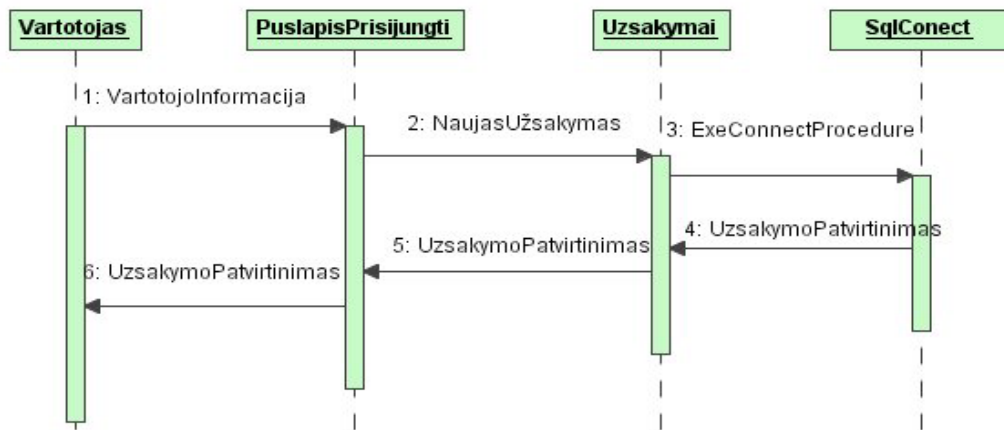 Vartotojas
PuslapisPrisijungti
Uzsakymai
SqlConect
1: VartotojoInformacija
2: NaujasUžsakymas
3: ExeConnectProcedure
4: UzsakymoPatvirtinimas
5: UzsakymoPatvirtinimas
6: UzsakymoPatvirtinimas